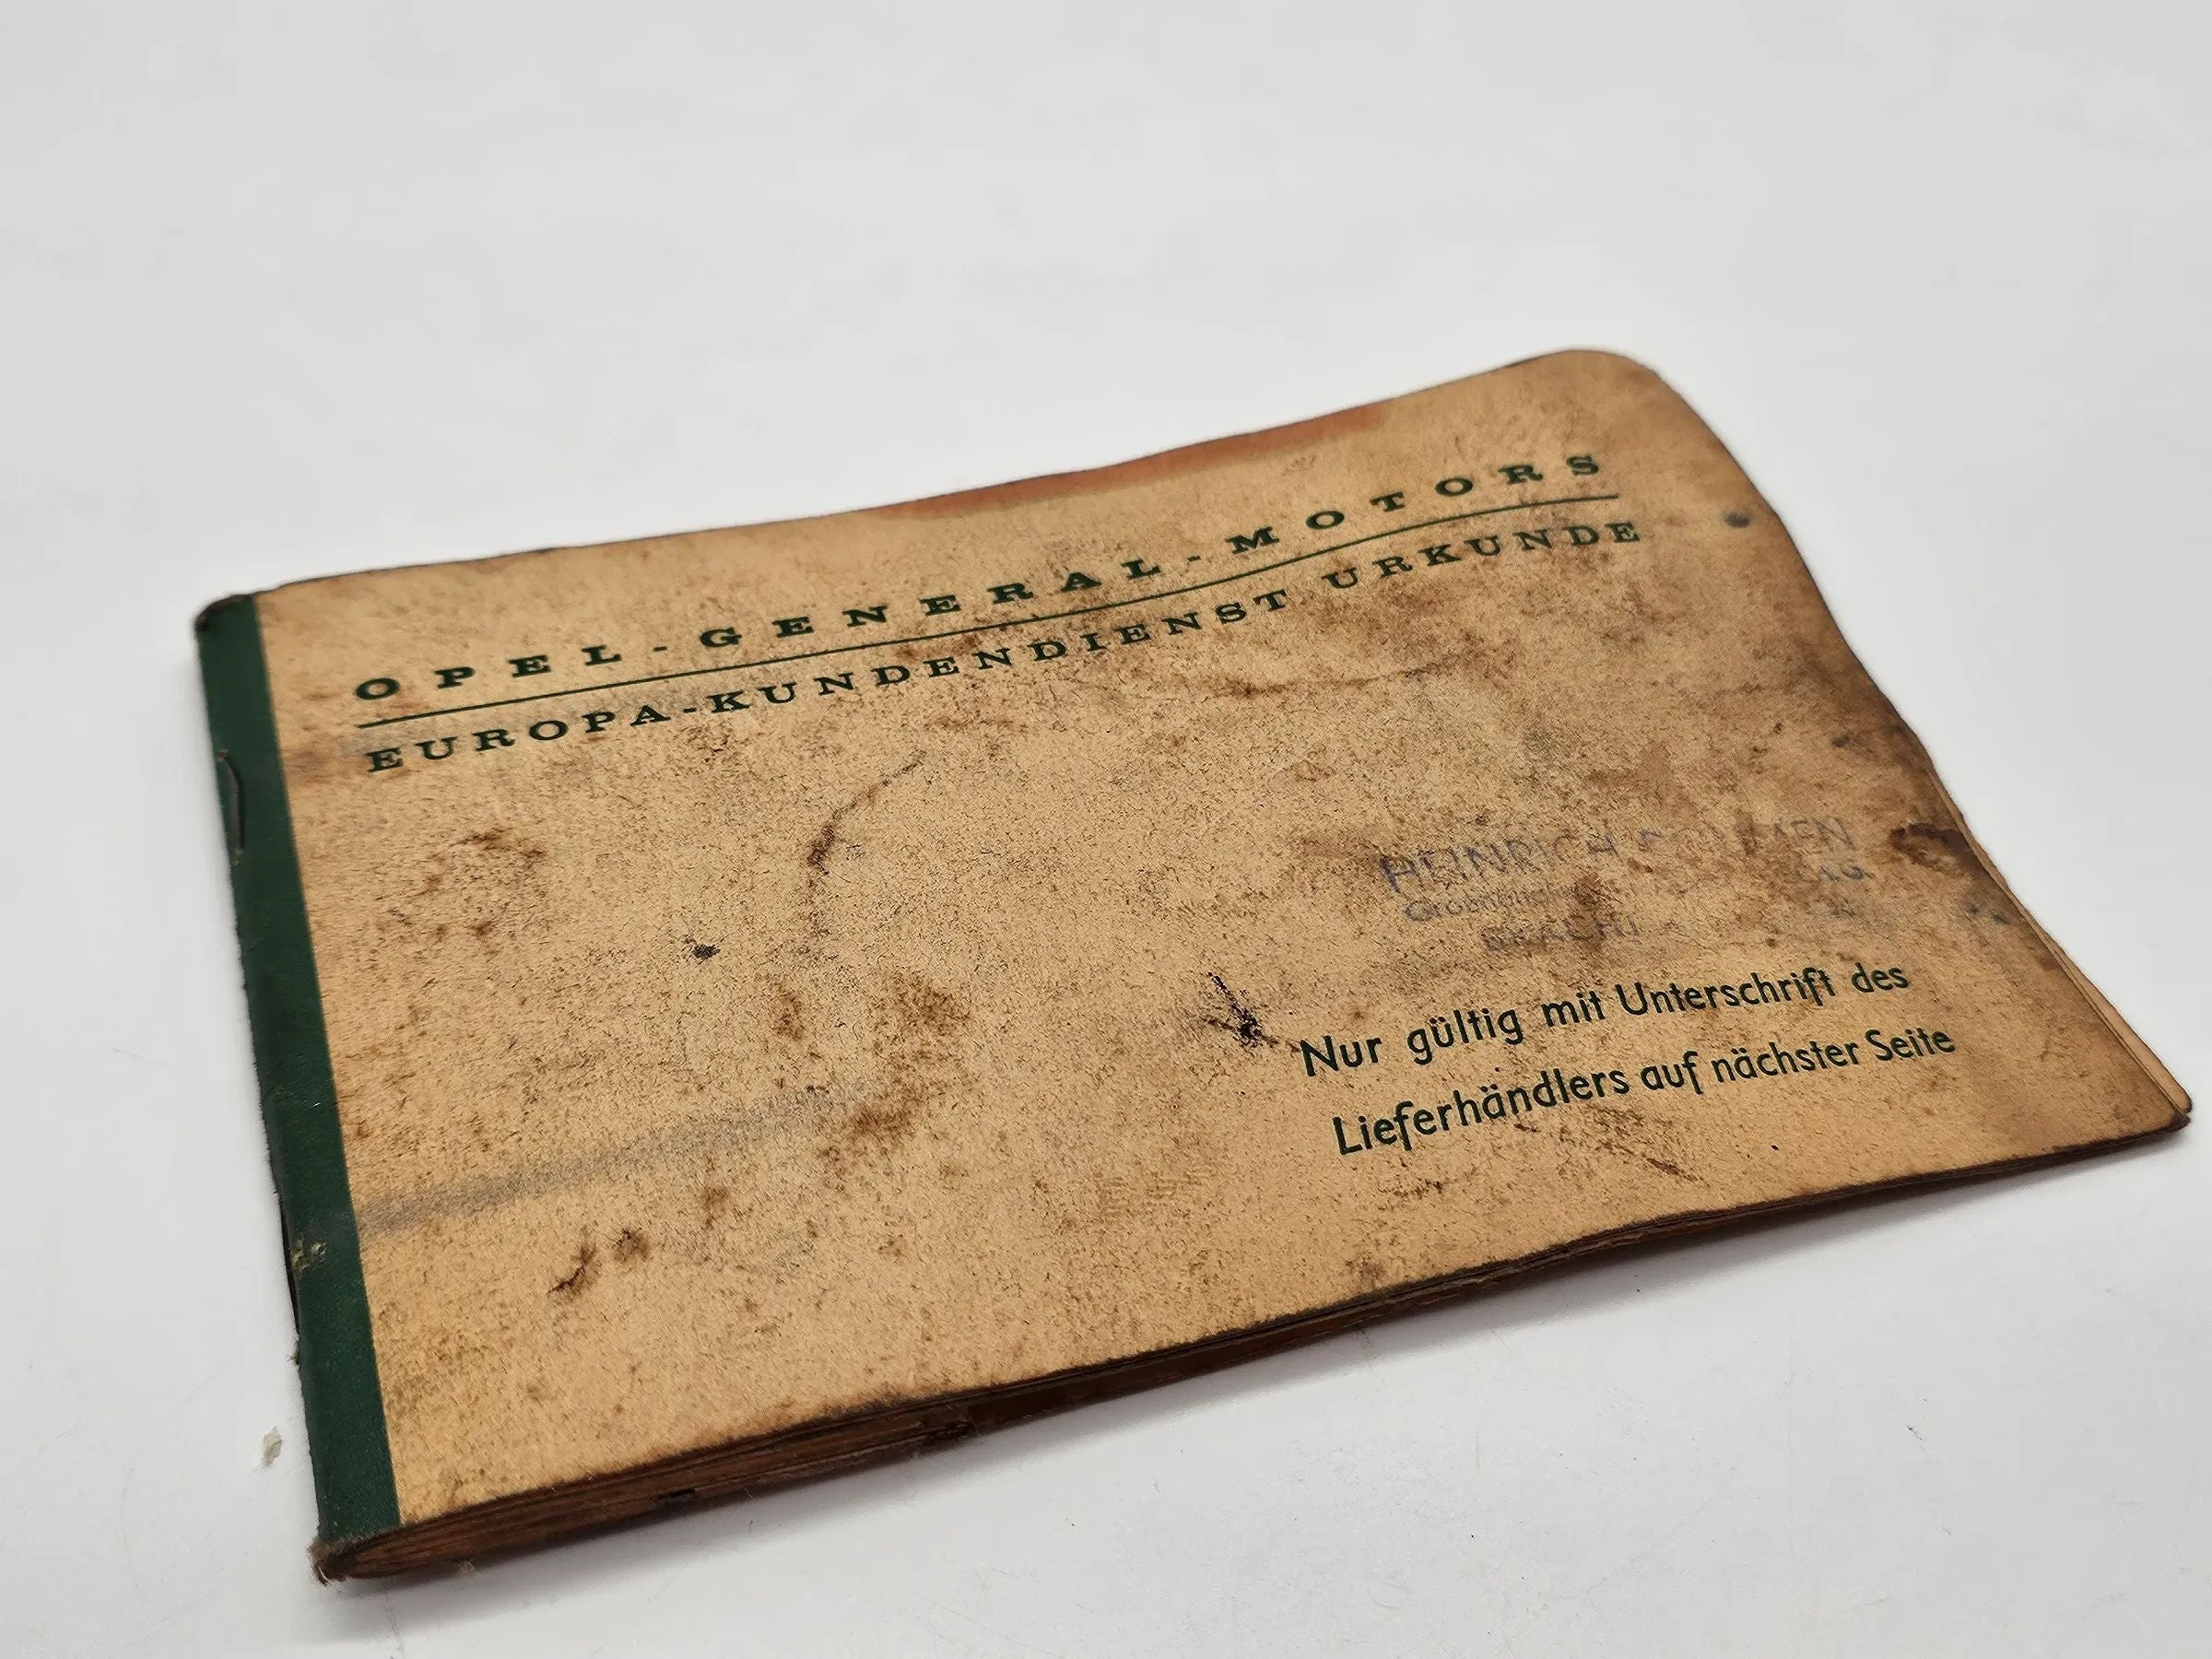 OPEL-GENERAL-MOTORS
EUROPA-KUNDENDIENST URKUNDE
HEINRICH
Nur gültig mit Unterschrift des
Lieferhändlers auf nächster Seite